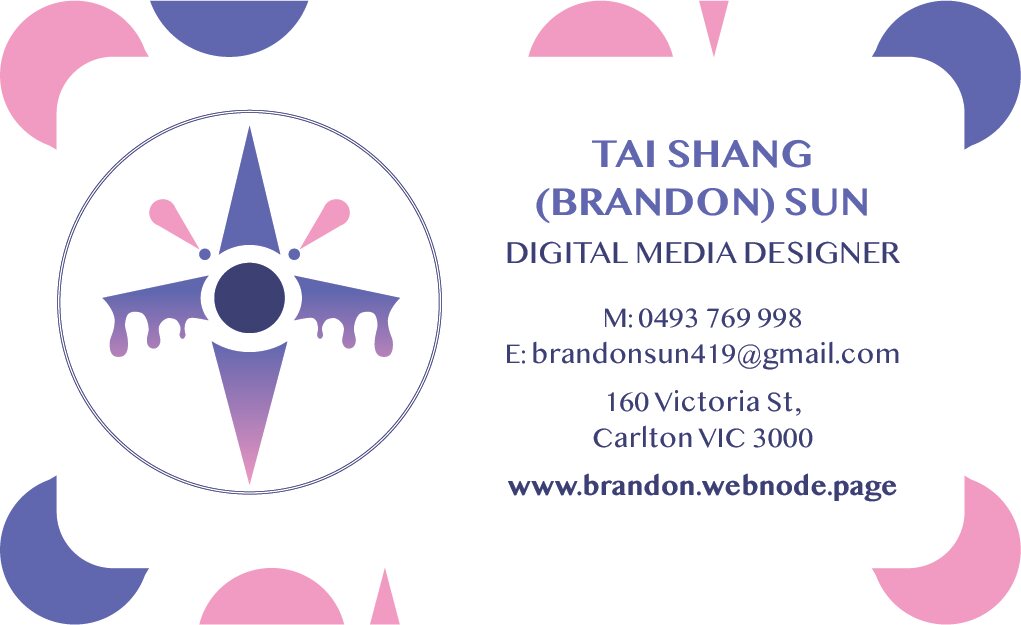 TAI SHANG
(BRANDON) SUN
DIGITAL MEDIA DESIGNER
M: 0493 769 998
E: brandonsun419@gmail.com
160 Victoria St,
Carlton VIC 3000
www.brandon.webnode.page